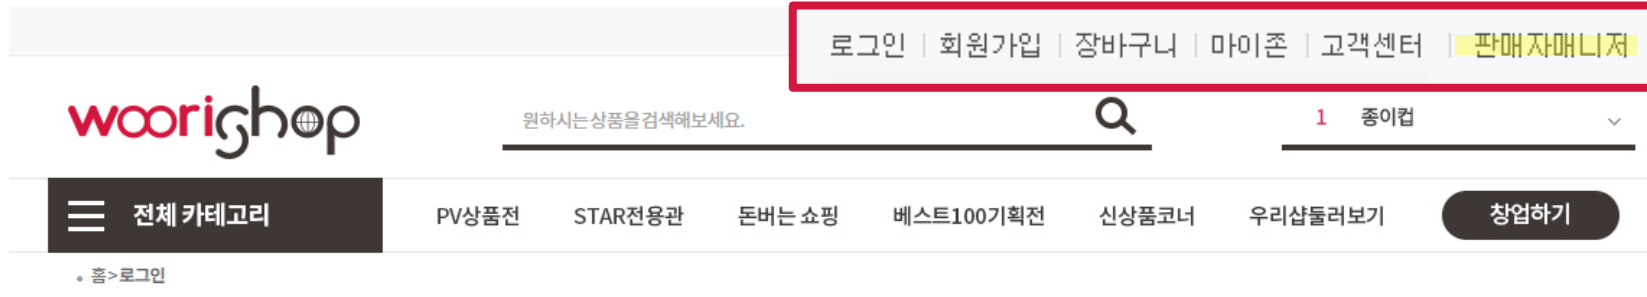 로그인 | 회원가입 | 장바구니 | 마이존 | 고객센터 | 판매자매니저
woorishop
원하시는상품을검색해보세요.
1 종이컵
전체 카테고리
PV상품전 STAR전용관 돈버는 쇼핑 베스트100기획전 신상품코너 우리샵둘러보기 창업하기
홈>로그인